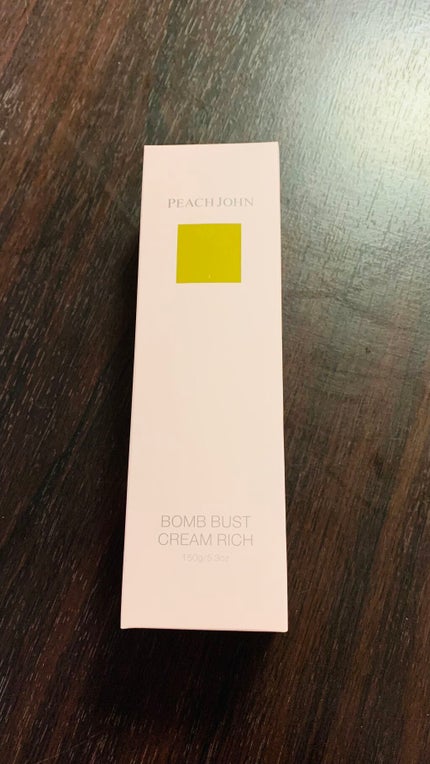 PEACH JOHN
BOMB BUST
CREAM RICH
150g/5.3oz